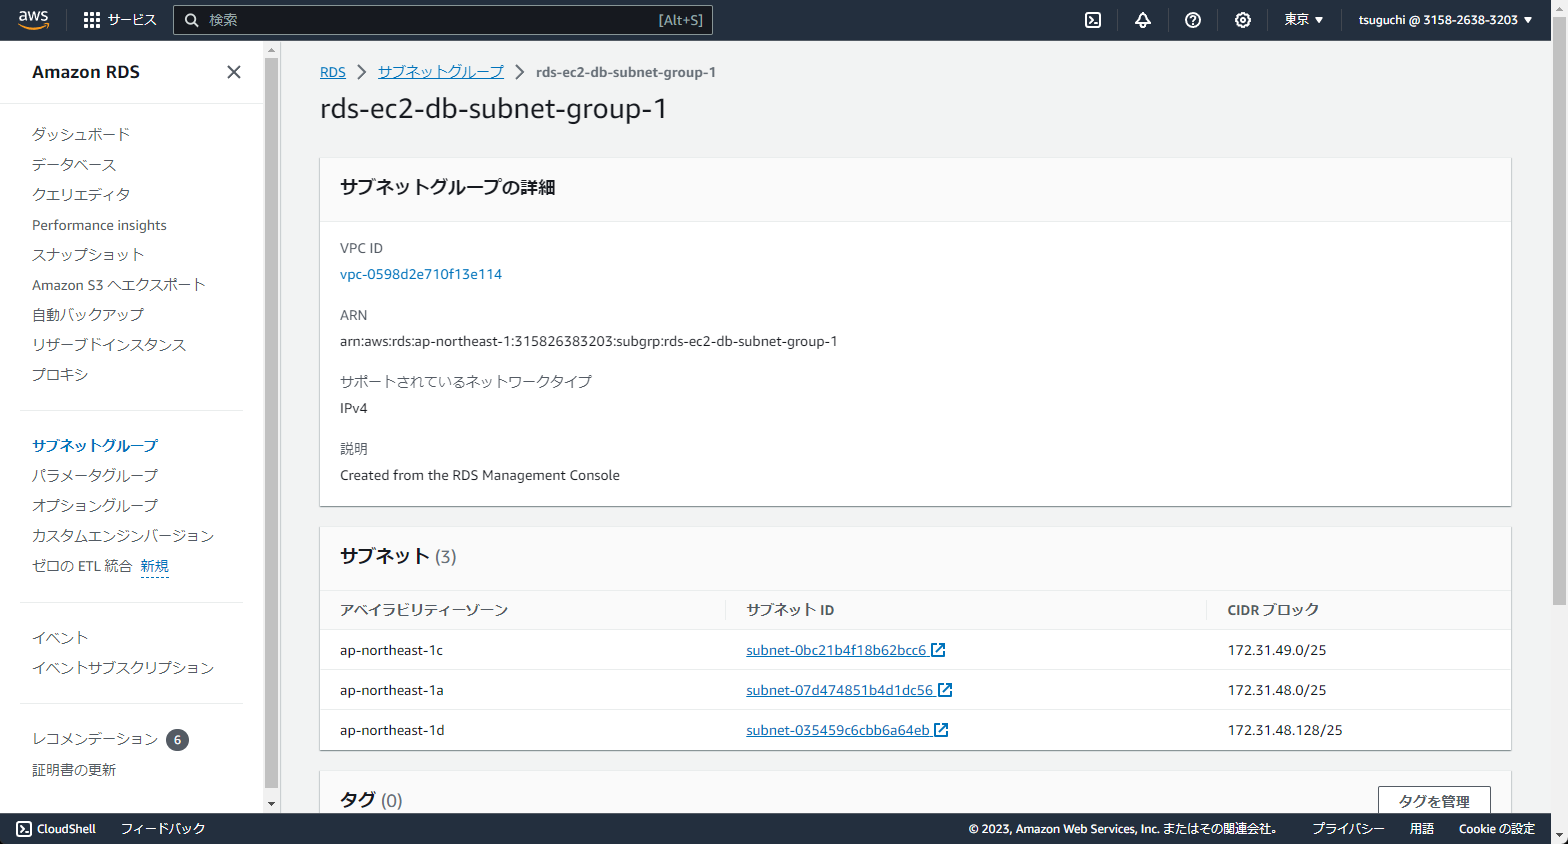 aws サービス 検索 [Alt+S] 東京 tsuguchi @ 3158-2638-3203
Amazon RDS
ダッシュボード
データベース
クエリエディタ
Performance insights
スナップショット
Amazon S3 へエクスポート
自動バックアップ
リザーブドインスタンス
プロキシ
サブネットグループ
パラメータグループ
オプショングループ
カスタムエンジンバージョン
ゼロの ETL 統合 新規
イベント
イベントサブスクリプション
レコメンデーション 6
証明書の更新
RDS サブネットグループ rds-ec2-db-subnet-group-1
rds-ec2-db-subnet-group-1
サブネットグループの詳細
VPC ID
vpc-0598d2e710f13e114
ARN
arn:aws:rds:ap-northeast-1:315826383203:subgrp:rds-ec2-db-subnet-group-1
サポートされているネットワークタイプ
IPv4
説明
Created from the RDS Management Console
サブネット (3)
アベイラビリティーゾーン サブネット ID CIDR ブロック
ap-northeast-1c subnet-0bc21b4f18b62bcc6 172.31.49.0/25
ap-northeast-1a subnet-07d474851b4d1dc56 172.31.48.0/25
ap-northeast-1d subnet-035459c6cbb6a64eb 172.31.48.128/25
タグ (0) タグを管理
CloudShell フィードバック © 2023, Amazon Web Services, Inc. またはその関連会社。 プライバシー 用語 Cookie の設定